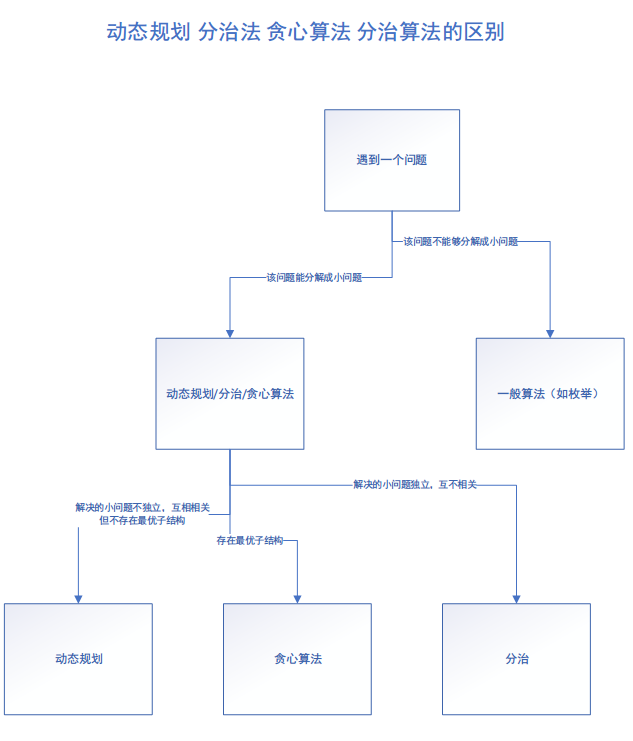 动态规划 分治法 贪心算法 分治算法的区别
遇到一个问题
该问题不能够分解成小问题
该问题能分解成小问题
动态规划/分治/贪心算法
一般算法（如枚举）
解决的小问题独立，互不相关
解决的小问题不独立，互相相关
但不存在最优子结构
存在最优子结构
动态规划
贪心算法
分治